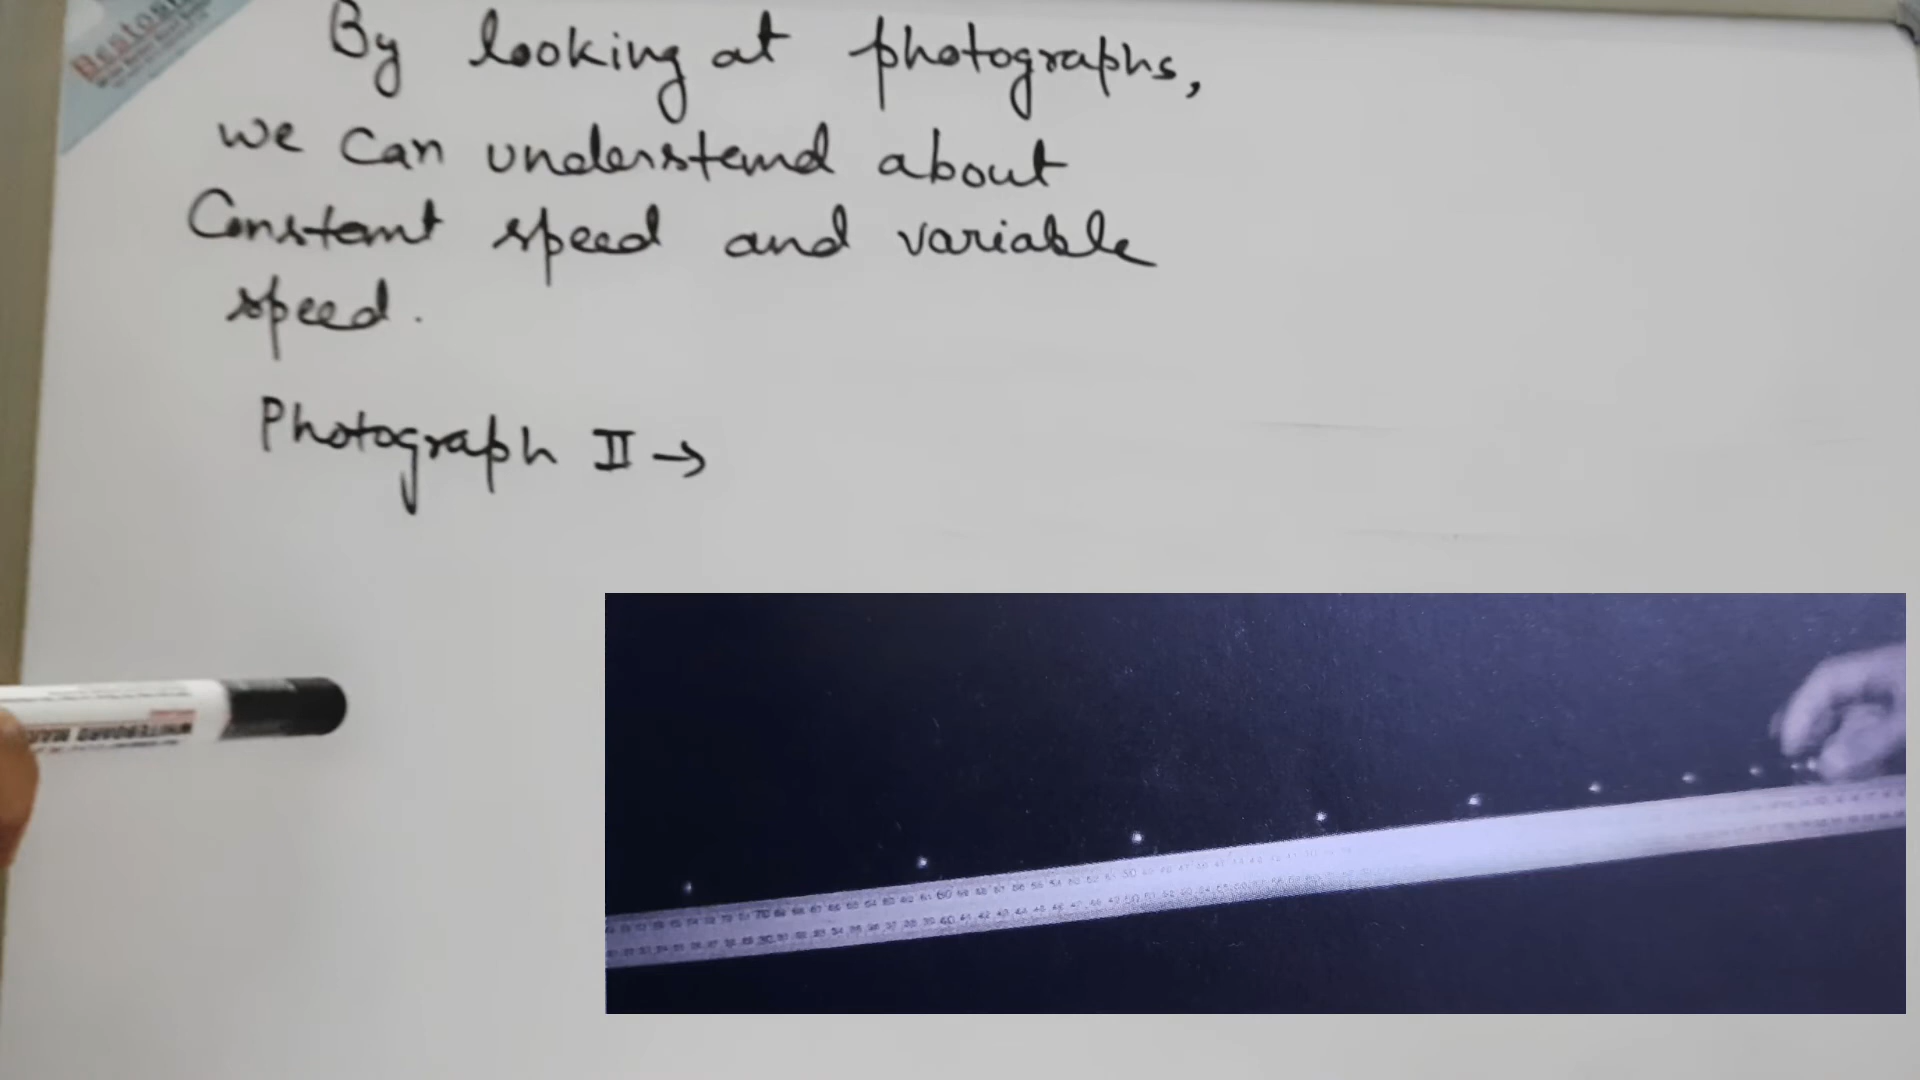 By looking at photographs,
we can understand about
Constant speed and variable
speed.
Photograph II →